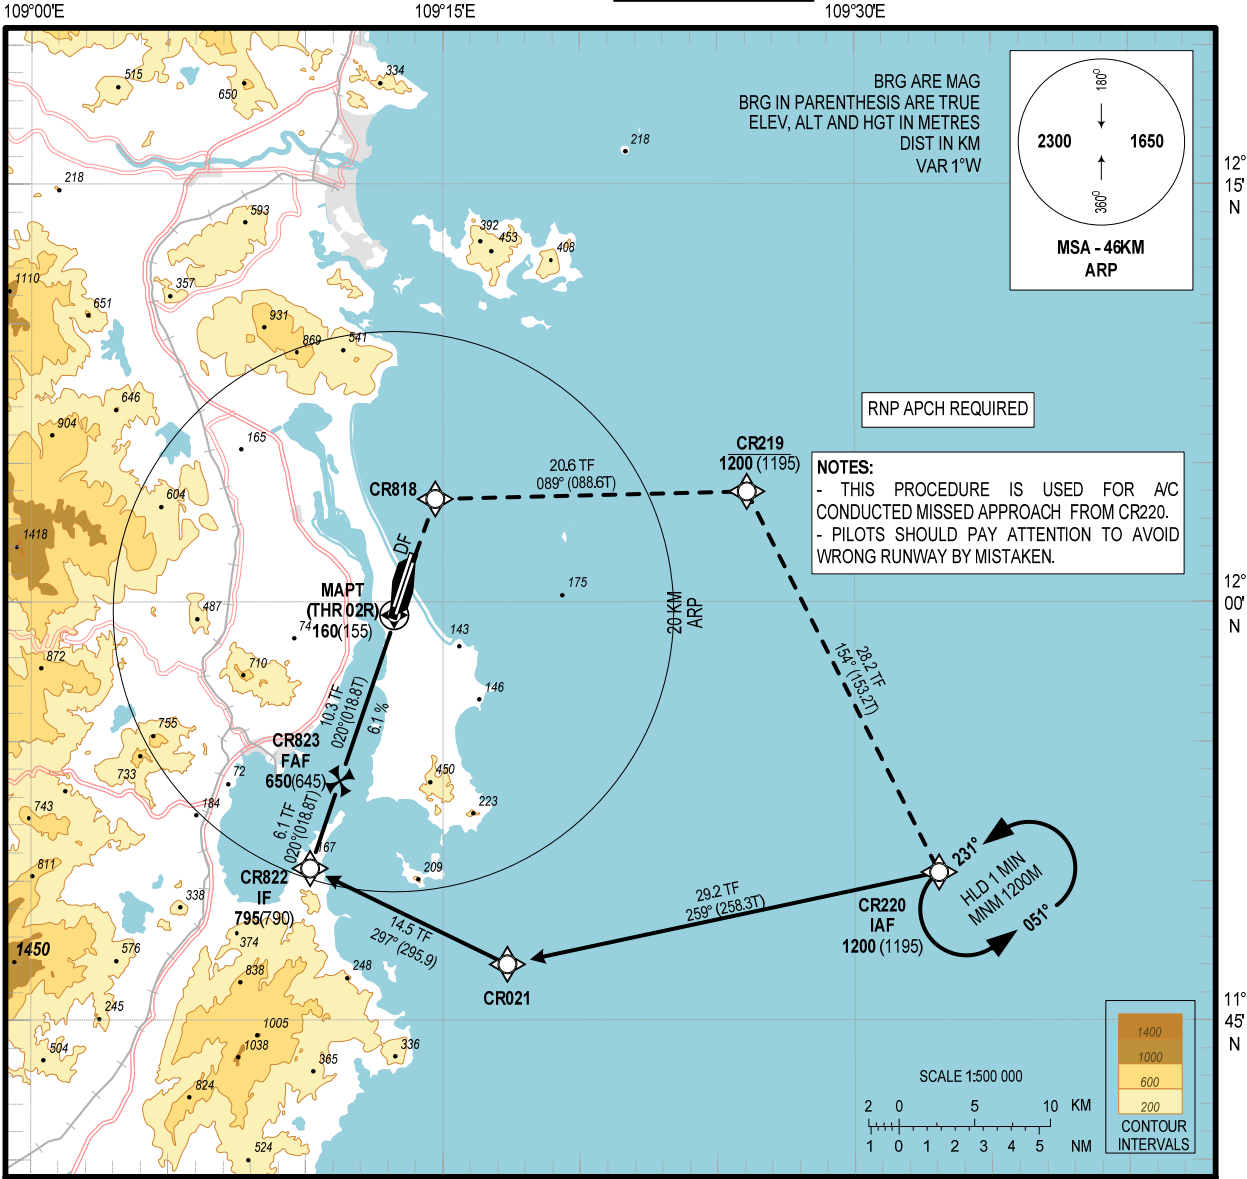 109°00'E
109°15'E
109°30'E
12°
15'
N
12°
00'
N
11°
45'
N
BRG ARE MAG
BRG IN PARENTHESIS ARE TRUE
ELEV, ALT AND HGT IN METRES
DIST IN KM
VAR 1°W
180°
2300
1650
360°
MSA - 46KM
ARP
515
650
334
218
218
593
392
453
408
357
1110
651
931
869
541
646
904
165
604
1418
RNP APCH REQUIRED
NOTES:
- THIS PROCEDURE IS USED FOR A/C
CONDUCTED MISSED APPROACH FROM CR220.
- PILOTS SHOULD PAY ATTENTION TO AVOID
WRONG RUNWAY BY MISTAKEN.
CR219
1200 (1195)
20.6 TF
089° (088.6T)
CR818
DF
MAPT
(THR 02R)
160(155)
175
20 KM
ARP
487
74
143
872
710
146
28.2 TF
154° (153.2T)
10.3 TF
020°(018.8T)
6.1 %
755
733
CR823
FAF
650(645)
72
450
743
184
223
6.1 TF
020°(018.8T)
167
811
209
CR822
IF
795(790)
338
374
1450
576
838
248
14.5 TF
297° (295.9)
29.2 TF
259° (258.3T)
CR220
IAF
1200 (1195)
231°
HLD 1 MIN
MNM 1200M
051°
CR021
245
1005
504
1038
336
365
824
524
SCALE 1:500 000
2 0 5 10 KM
1 0 1 2 3 4 5 NM
1400
1000
600
200
CONTOUR
INTERVALS